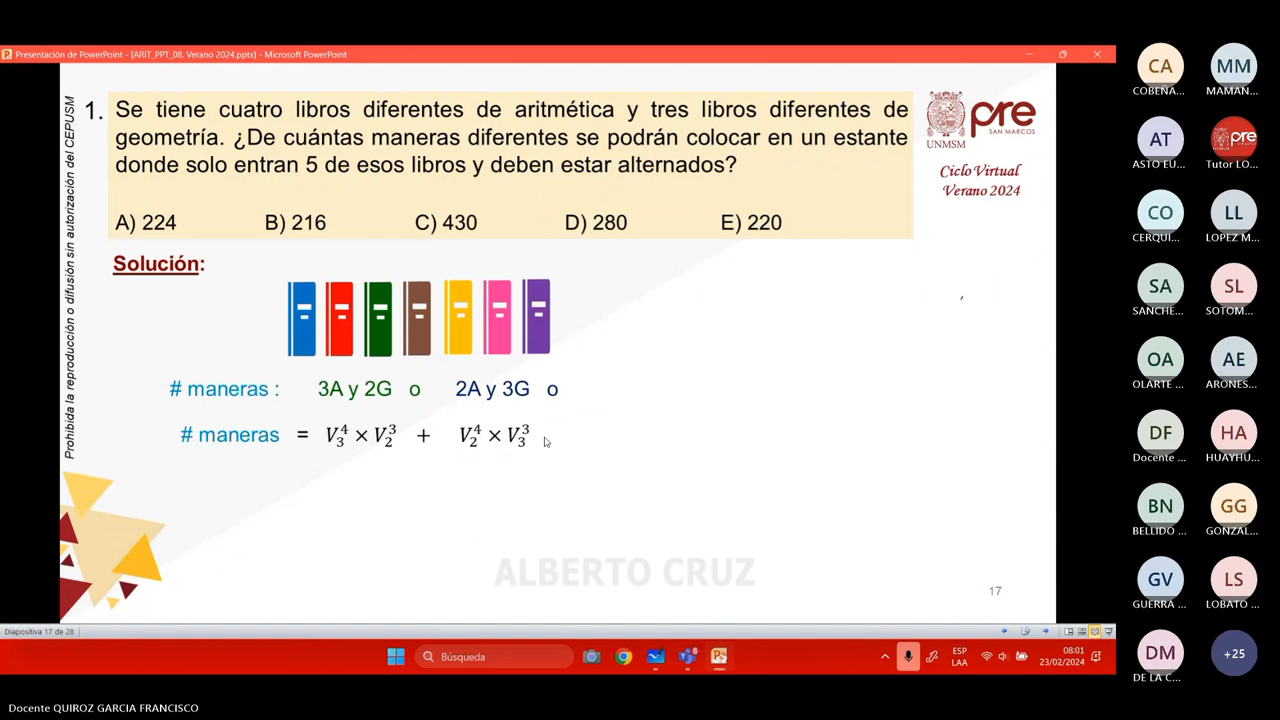 Presentación de PowerPoint - [ARIT_PPT_08. Verano 2024.pptx] - Microsoft PowerPoint
Prohibida la reproducción o difusión sin autorización del CEPUSM
1. Se tiene cuatro libros diferentes de aritmética y tres libros diferentes de
geometría. ¿De cuántas maneras diferentes se podrán colocar en un estante
donde solo entran 5 de esos libros y deben estar alternados?
A) 224 B) 216 C) 430 D) 280 E) 220
UNMSM
pre
SAN MARCOS
Ciclo Virtual
Verano 2024
Solución:
# maneras : 3A y 2G o 2A y 3G o
# maneras = V₃⁴ × V₂³ + V₂⁴ × V₃³
ALBERTO CRUZ
17
Diapositiva 17 de 28
Búsqueda
8
ESP
LAA
08:01
23/02/2024
CA
COBEÑA...
MM
MAMAN...
AT
ASTO EU...
pre
Tutor LO...
CO
CERQUI...
LL
LOPEZ M...
SA
SANCHE...
SL
SOTOM...
OA
OLARTE ...
AE
ARONES...
DF
Docente ...
HA
HUAYHU...
BN
BELLIDO ...
GG
GONZAL...
GV
GUERRA ...
LS
LOBATO ...
DM
DE LA C...
+25
Docente QUIROZ GARCIA FRANCISCO